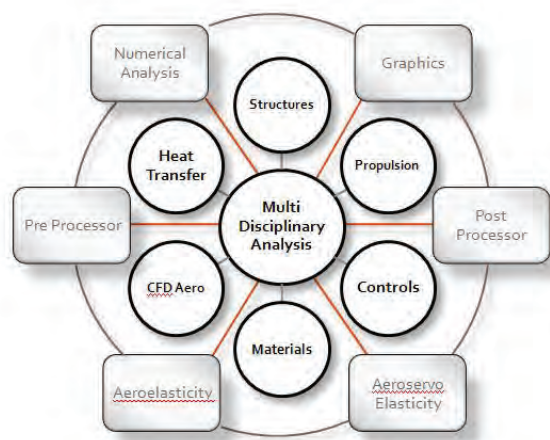 Numerical
Analysis
Graphics
Structures
Heat
Transfer
Propulsion
Multi
Disciplinary
Analysis
Pre Processor
Post
Processor
CFD Aero
Controls
Materials
Aeroelasticity
Aeroservo
Elasticity